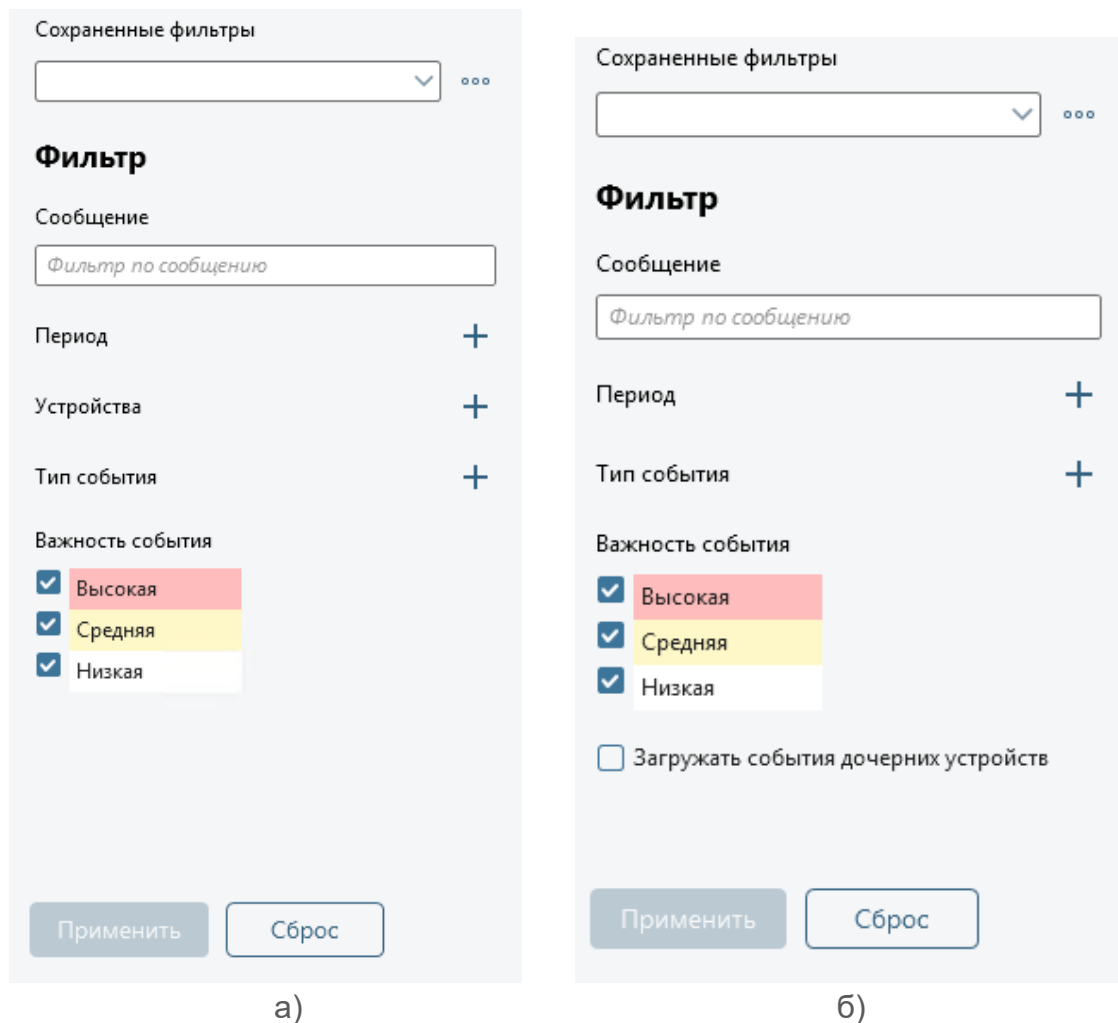 Сохраненные фильтры
Фильтр
Сообщение
Фильтр по сообщению
Период
Устройства
Тип события
Важность события
Высокая
Средняя
Низкая
Применить
Сброс
а)
Сохраненные фильтры
Фильтр
Сообщение
Фильтр по сообщению
Период
Тип события
Важность события
Высокая
Средняя
Низкая
Загружать события дочерних устройств
Применить
Сброс
б)